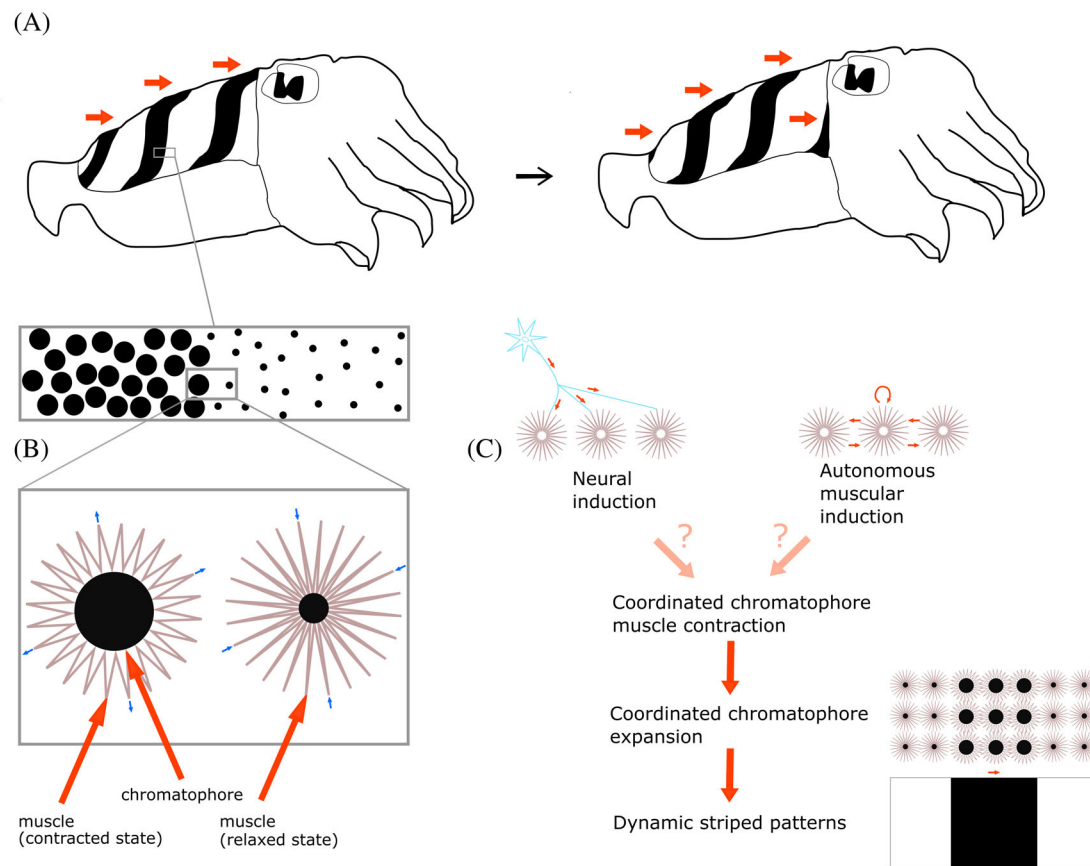 (A)
(B)
chromatophore
muscle
(contracted state)
muscle
(relaxed state)
(C)
Neural
induction
Autonomous
muscular
induction
?
?
Coordinated chromatophore
muscle contraction
Coordinated chromatophore
expansion
Dynamic striped patterns